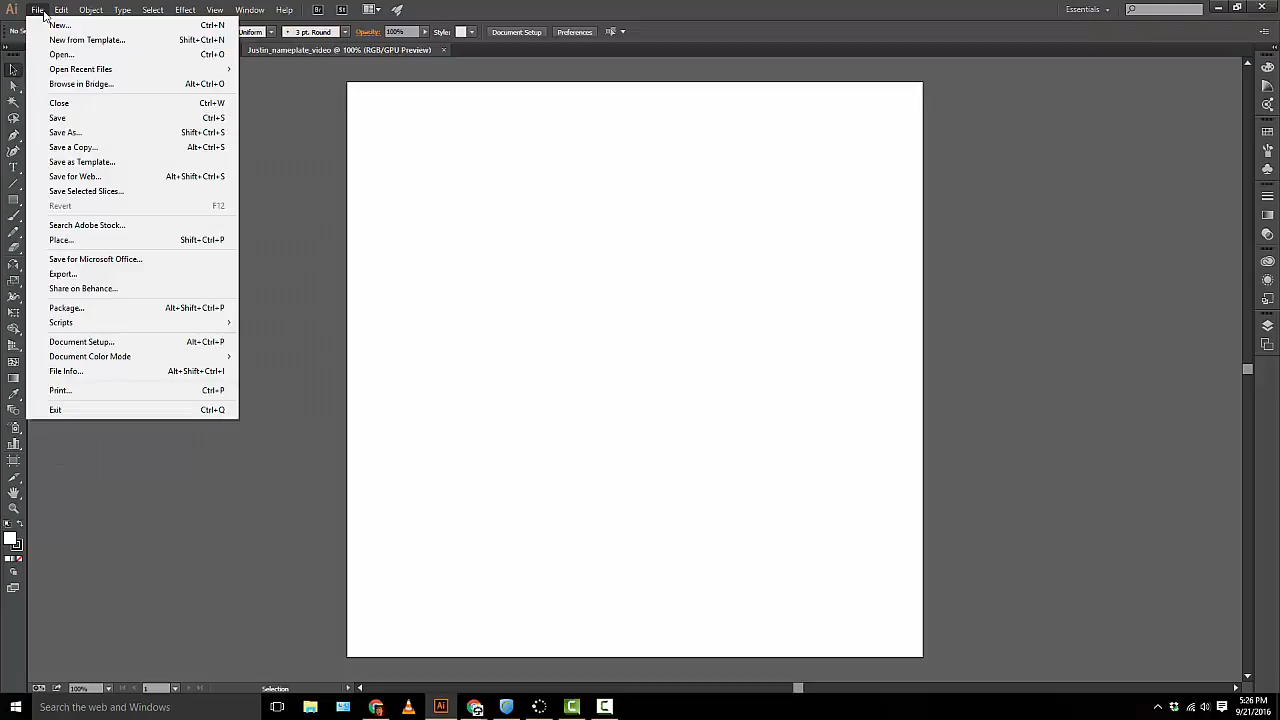 Ai File Edit Object Type Select Effect View Window Help Br St Essentials
Uniform 3 pt. Round Opacity: 100% Style: Document Setup Preferences
Justin_nameplate_video @ 100% (RGB/GPU Preview) ×
New... Ctrl+N
New from Template... Shift+Ctrl+N
Open... Ctrl+O
Open Recent Files
Browse in Bridge... Alt+Ctrl+O
Close Ctrl+W
Save Ctrl+S
Save As... Shift+Ctrl+S
Save a Copy... Alt+Ctrl+S
Save as Template...
Save for Web... Alt+Shift+Ctrl+S
Save Selected Slices...
Revert F12
Search Adobe Stock...
Place... Shift+Ctrl+P
Save for Microsoft Office...
Export...
Share on Behance...
Package... Alt+Shift+Ctrl+P
Scripts
Document Setup... Alt+Ctrl+P
Document Color Mode
File Info... Alt+Shift+Ctrl+I
Print... Ctrl+P
Exit Ctrl+Q
100% 1 Selection
Search the web and Windows Ai 5:26 PM
9/21/2016